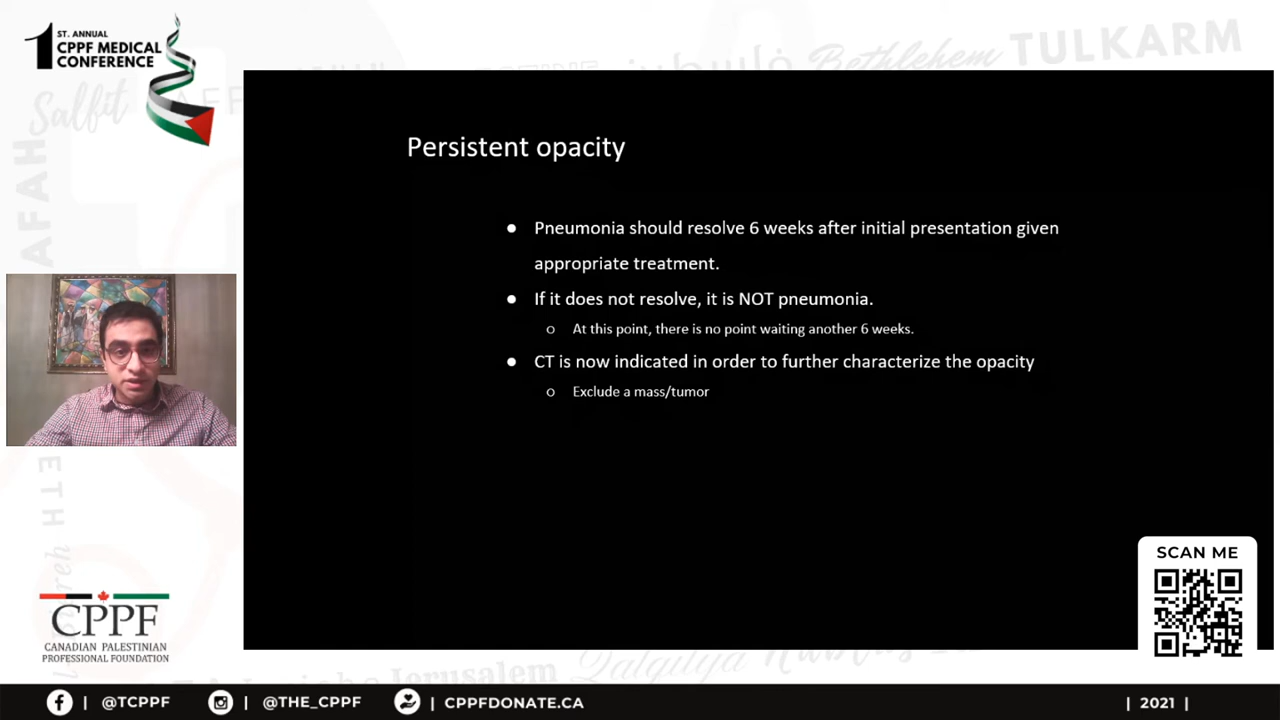 ST. ANNUAL
1 CPPF MEDICAL
CONFERENCE
Salfit
Bethlehem
TULKARM
Persistent opacity
● Pneumonia should resolve 6 weeks after initial presentation given
appropriate treatment.
● If it does not resolve, it is NOT pneumonia.
o At this point, there is no point waiting another 6 weeks.
● CT is now indicated in order to further characterize the opacity
o Exclude a mass/tumor
SCAN ME
CPPF
CANADIAN PALESTINIAN
PROFESSIONAL FOUNDATION
Jerusalem
Qalqilya
| @TCPPF
| @THE_CPPF
| CPPFDONATE.CA
| 2021 |